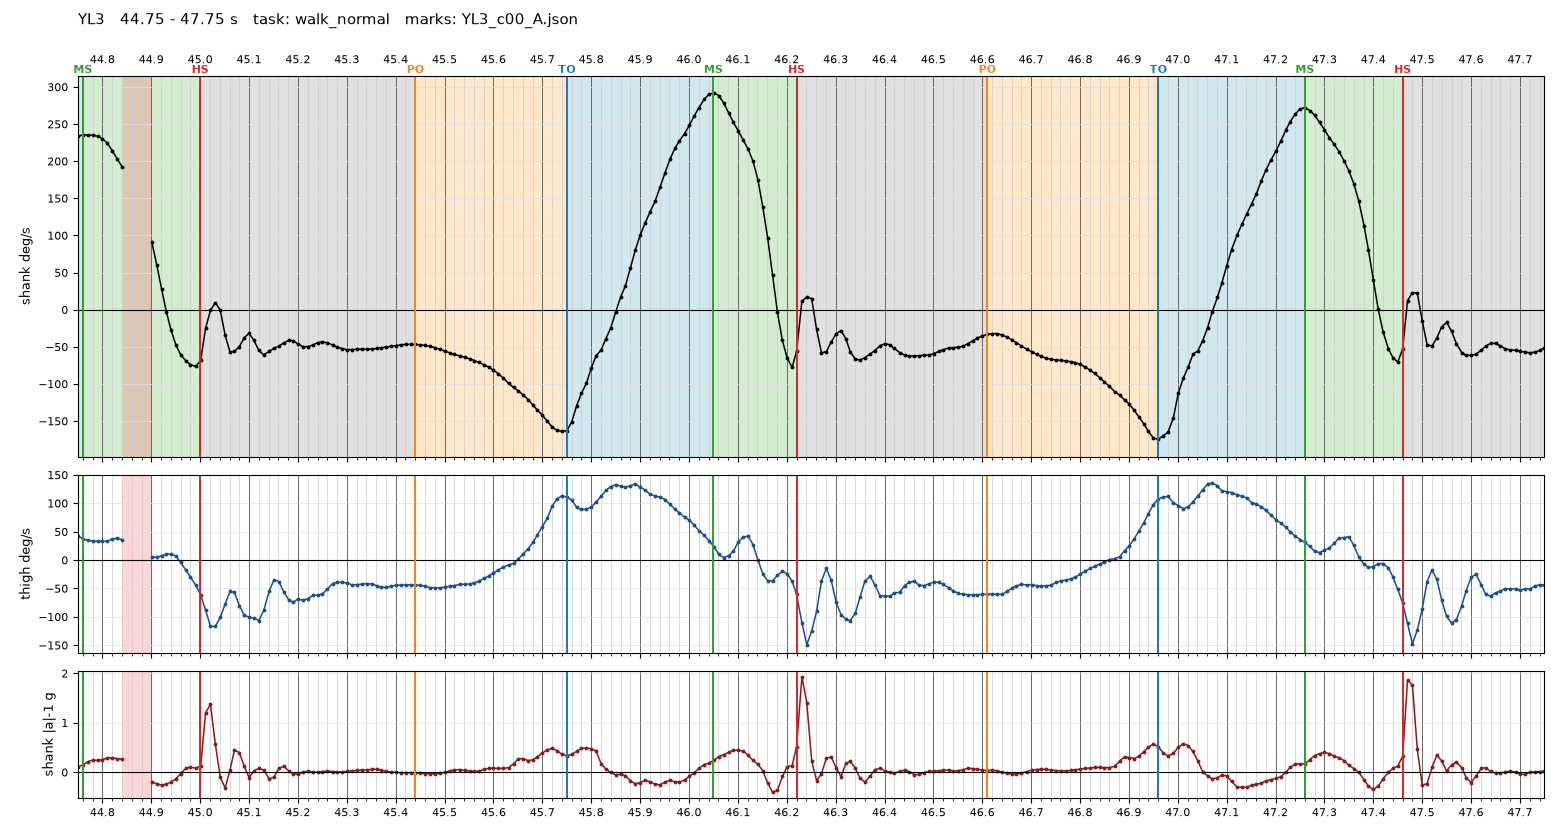 YL3   44.75 - 47.75 s   task: walk_normal   marks: YL3_c00_A.json
44.8 44.9 45.0 45.1 45.2 45.3 45.4 45.5 45.6 45.7 45.8 45.9 46.0 46.1 46.2 46.3 46.4 46.5 46.6 46.7 46.8 46.9 47.0 47.1 47.2 47.3 47.4 47.5 47.6 47.7
MS HS PO TO MS HS PO TO MS HS
shank deg/s
300
250
200
150
100
50
0
−50
−100
−150
thigh deg/s
150
100
50
0
−50
−100
−150
shank |a|-1 g
2
1
0
44.8 44.9 45.0 45.1 45.2 45.3 45.4 45.5 45.6 45.7 45.8 45.9 46.0 46.1 46.2 46.3 46.4 46.5 46.6 46.7 46.8 46.9 47.0 47.1 47.2 47.3 47.4 47.5 47.6 47.7